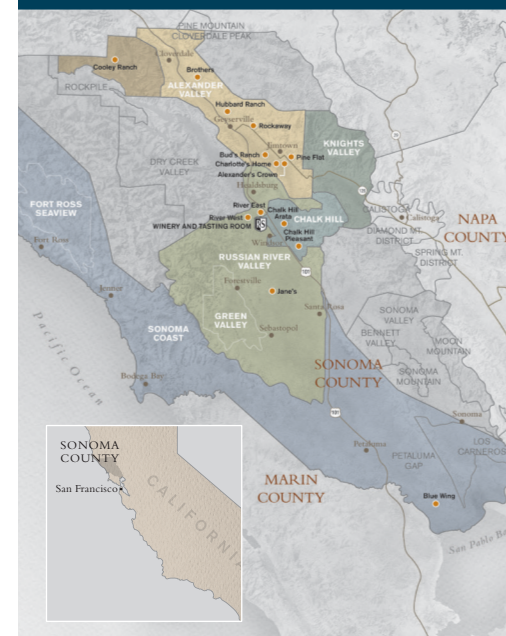 PINE MOUNTAIN
CLOVERDALE PEAK
Cloverdale
Cooley Ranch
Brothers
ROCKPILE
ALEXANDER
VALLEY
Hubbard Ranch
Geyserville
Rockaway
KNIGHTS
VALLEY
Jimtown
Bud's Ranch
Pine Flat
DRY CREEK
VALLEY
Charlotte's Home
Alexander's Crown
Healdsburg
FORT ROSS
SEAVIEW
River East
Chalk Hill
Arata
River West
CHALK HILL
CALISTOGA
Calistoga
NAPA
COUNTY
WINERY AND TASTING ROOM
Chalk Hill
Pleasant
DIAMOND MT.
DISTRICT
Fort Ross
Windsor
SPRING MT.
DISTRICT
RUSSIAN RIVER
VALLEY
101
Forestville
Jenner
Jane's
Santa Rosa
SONOMA
VALLEY
GREEN
VALLEY
Sebastopol
Pacific Ocean
SONOMA
COAST
BENNETT
VALLEY
MOON
MOUNTAIN
SONOMA
COUNTY
SONOMA
MOUNTAIN
Bodega Bay
101
Sonoma
SONOMA
COUNTY
Petaluma
PETALUMA
GAP
LOS
CARNEROS
San Francisco
CALIFORNIA
MARIN
COUNTY
Blue Wing
San Pablo Ba